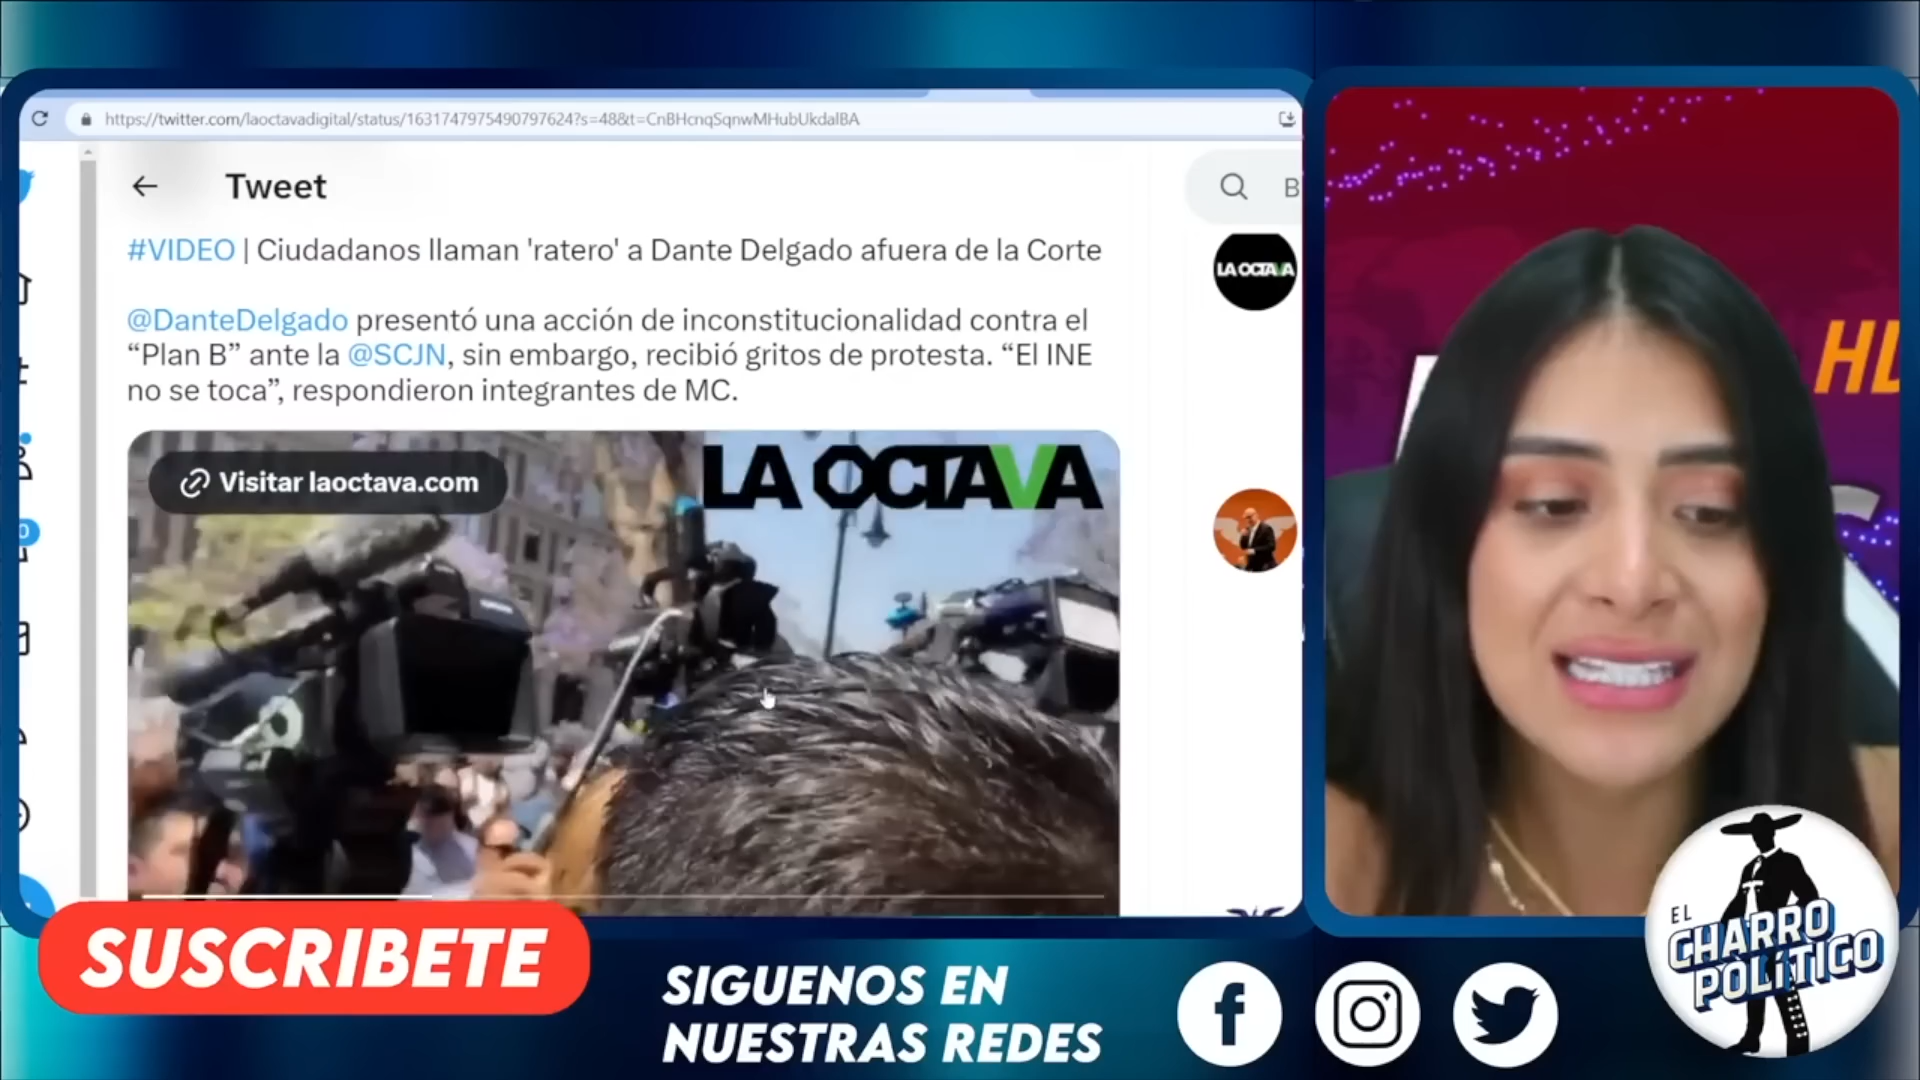 https://twitter.com/laoctavadigital/status/1631747975490797624?s=48&t=CnBHcnqSqnwMHubUkdalBA
Tweet
B
#VIDEO | Ciudadanos llaman 'ratero' a Dante Delgado afuera de la Corte
@DanteDelgado presentó una acción de inconstitucionalidad contra el
“Plan B” ante la @SCJN, sin embargo, recibió gritos de protesta. “El INE
no se toca”, respondieron integrantes de MC.
LA OCTAVA
Visitar laoctava.com
LA OCTAVA
HD
SUSCRIBETE
SIGUENOS EN
NUESTRAS REDES
EL
CHARRO
POLÍTICO